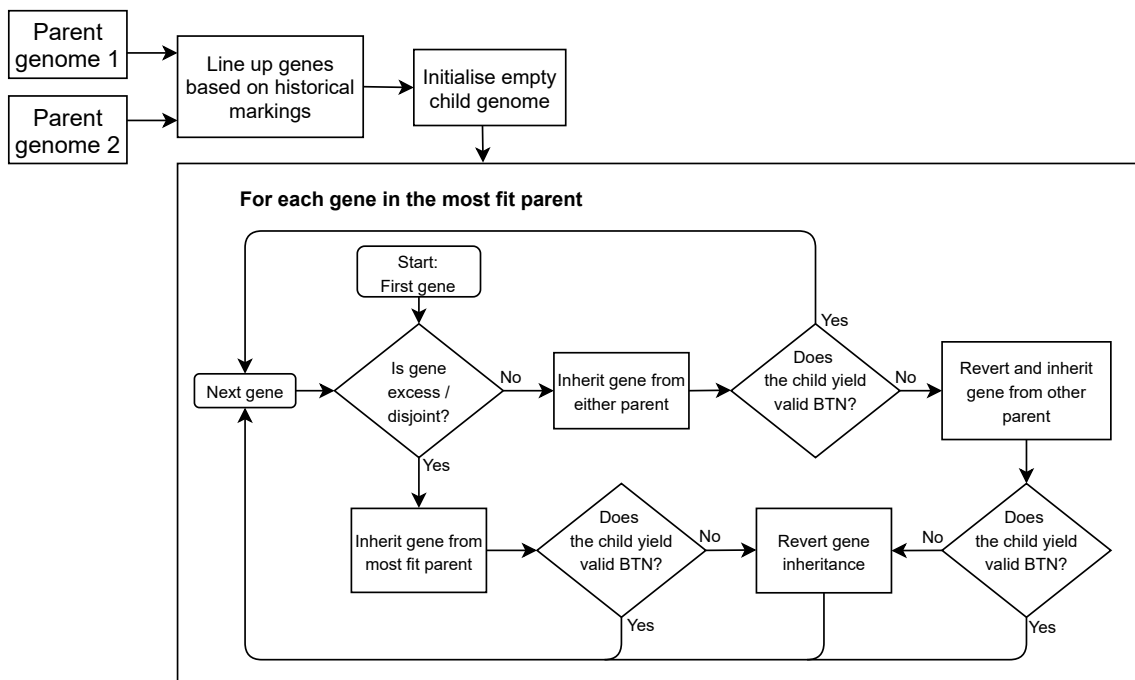 Parent
genome 1
Parent
genome 2
Line up genes
based on historical
markings
Initialise empty
child genome
For each gene in the most fit parent
Start:
First gene
Next gene
Is gene
excess /
disjoint?
No
Inherit gene from
either parent
Does
the child yield
valid BTN?
Yes
No
Revert and inherit
gene from other
parent
Yes
Inherit gene from
most fit parent
Does
the child yield
valid BTN?
No
Yes
Revert gene
inheritance
No
Does
the child yield
valid BTN?
Yes